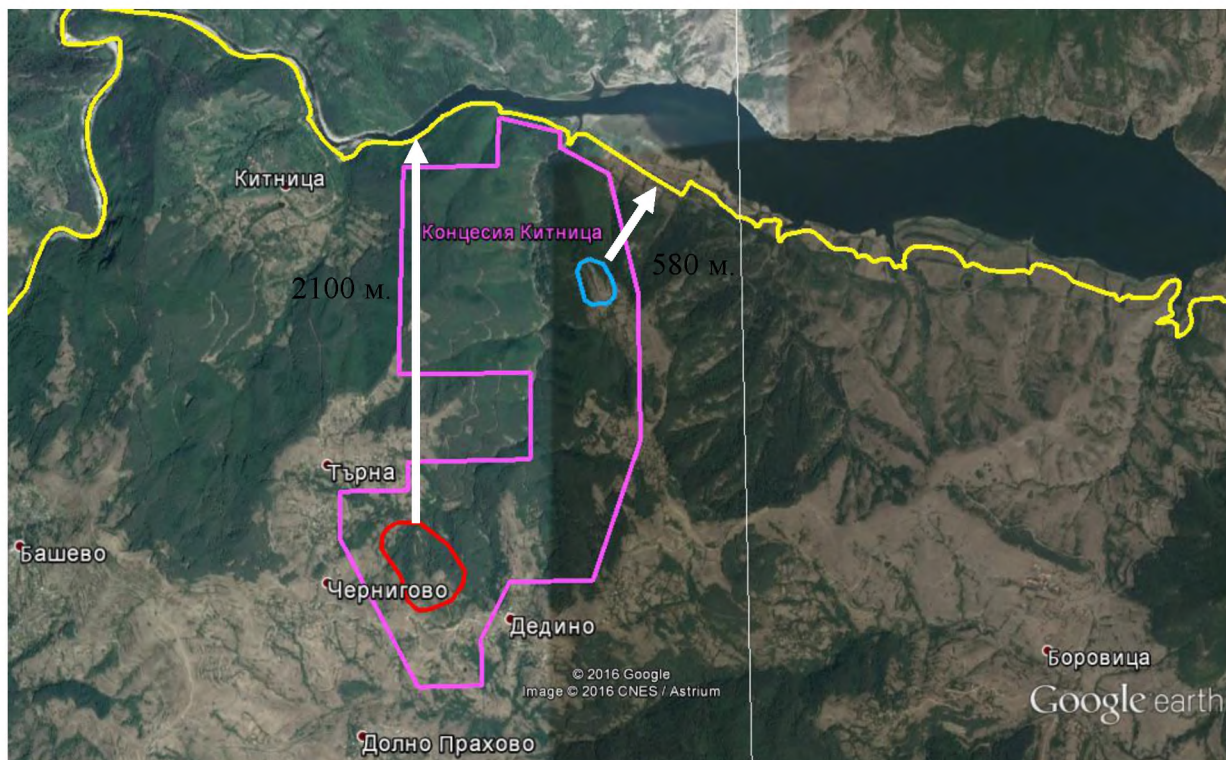 Китница
Концесия Китница
2100 м.
580 м.
Търна
Башево
Чернигово
Дедино
Боровица
© 2016 Google
Image © 2016 CNES / Astrium
Google earth
Долно Прахово